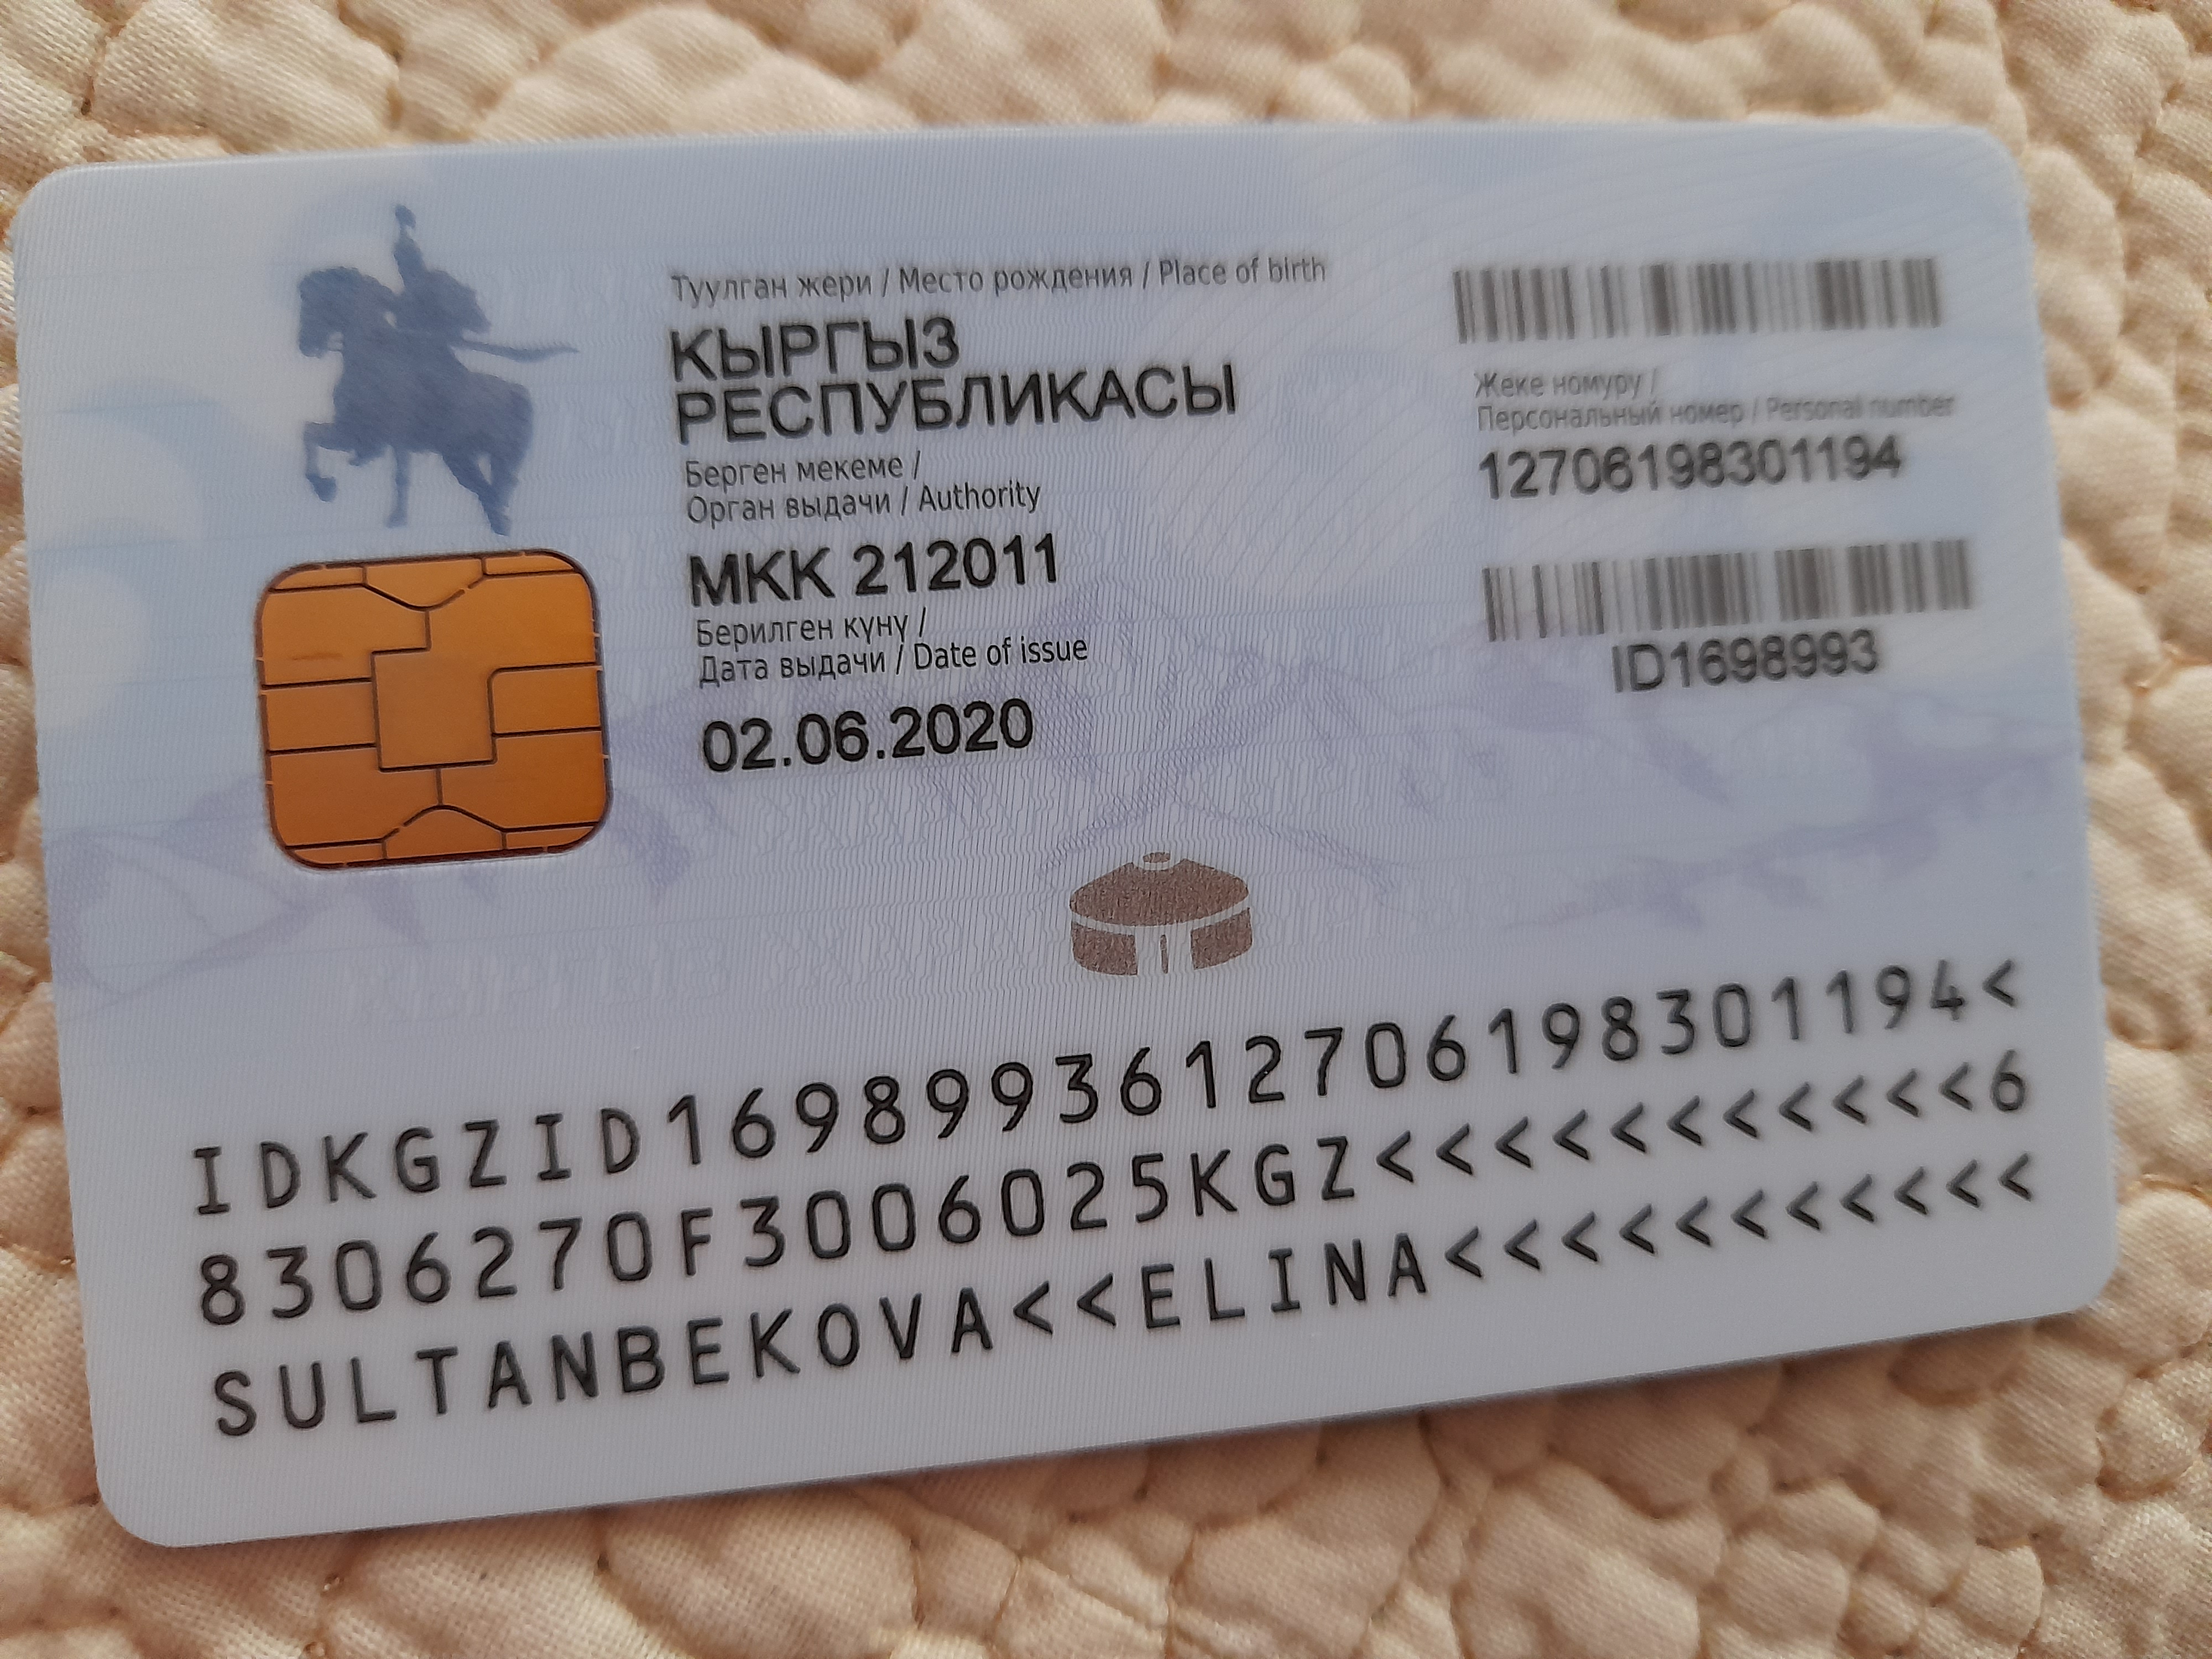 Туулган жери / Место рождения / Place of birth
КЫРГЫЗ
РЕСПУБЛИКАСЫ
Берген мекеме /
Орган выдачи / Authority
МКК 212011
Берилген күнү /
Дата выдачи / Date of issue
02.06.2020
Жеке номуру /
Персональный номер / Personal number
12706198301194
ID1698993
IDKGZID1698993612706198301194<
8306270F3006025KGZ<<<<<<<<<<<6
SULTANBEKOVA<<ELINA<<<<<<<<<<<